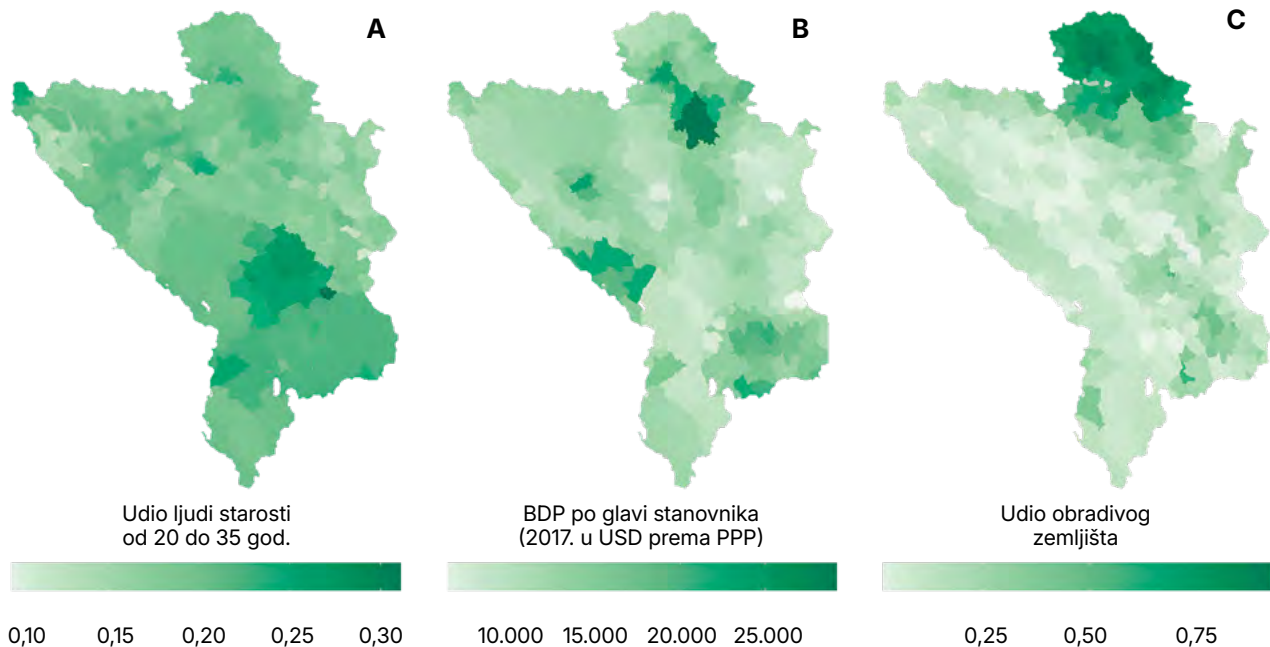 A
B
C
Udio ljudi starosti
od 20 do 35 god.
BDP po glavi stanovnika
(2017. u USD prema PPP)
Udio obradivog
zemljišta
0,10 0,15 0,20 0,25 0,30
10.000 15.000 20.000 25.000
0,25 0,50 0,75